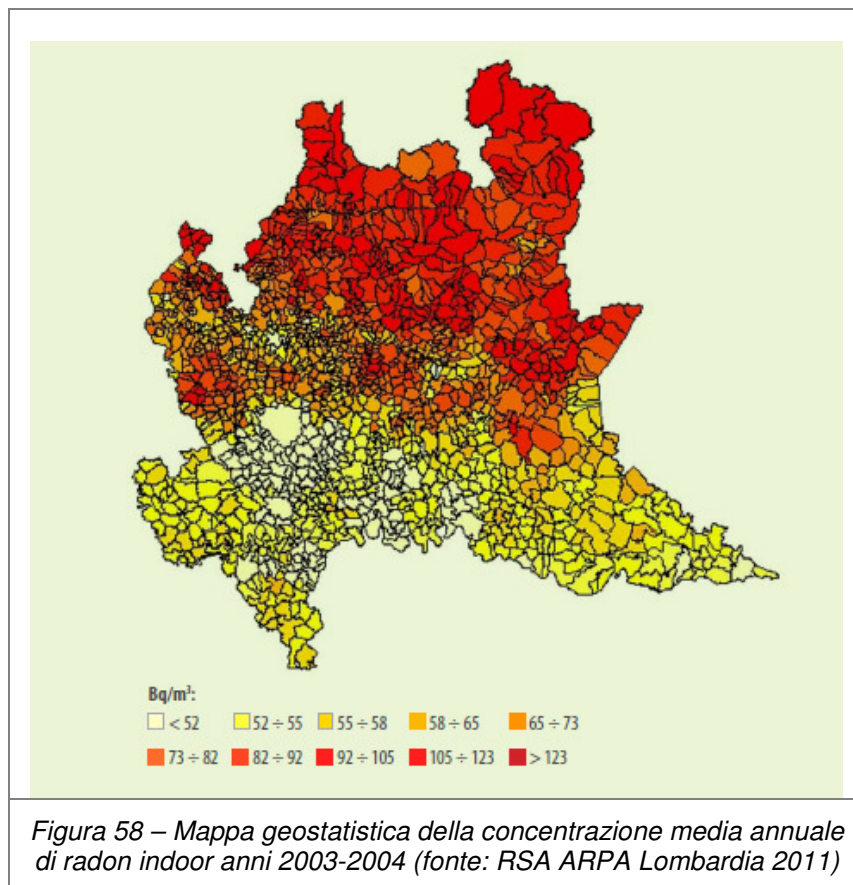 Bq/m³:
< 52 52 ÷ 55 55 ÷ 58 58 ÷ 65 65 ÷ 73
73 ÷ 82 82 ÷ 92 92 ÷ 105 105 ÷ 123 > 123
Figura 58 – Mappa geostatistica della concentrazione media annuale
di radon indoor anni 2003-2004 (fonte: RSA ARPA Lombardia 2011)